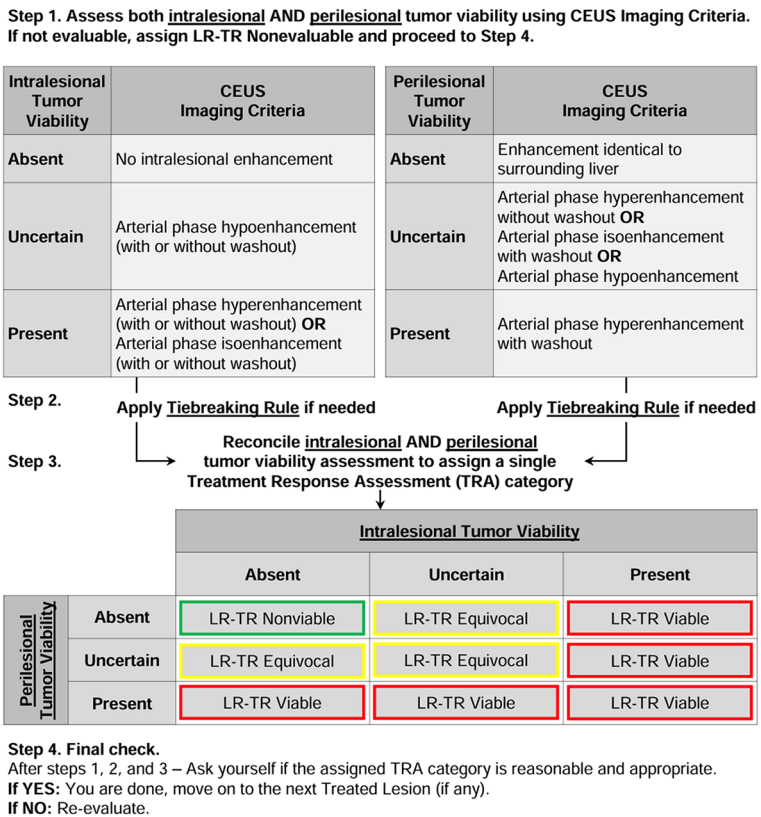 Step 1. Assess both intralesional AND perilesional tumor viability using CEUS Imaging Criteria.
If not evaluable, assign LR-TR Nonevaluable and proceed to Step 4.
Intralesional
Tumor
Viability
CEUS
Imaging Criteria
Absent
No intralesional enhancement
Uncertain
Arterial phase hypoenhancement
(with or without washout)
Present
Arterial phase hyperenhancement
(with or without washout) OR
Arterial phase isoenhancement
(with or without washout)
Perilesional
Tumor
Viability
CEUS
Imaging Criteria
Absent
Enhancement identical to
surrounding liver
Uncertain
Arterial phase hyperenhancement
without washout OR
Arterial phase isoenhancement
with washout OR
Arterial phase hypoenhancement
Present
Arterial phase hyperenhancement
with washout
Step 2.
Apply Tiebreaking Rule if needed
Apply Tiebreaking Rule if needed
Step 3.
Reconcile intralesional AND perilesional
tumor viability assessment to assign a single
Treatment Response Assessment (TRA) category
Intralesional Tumor Viability
Absent
Uncertain
Present
Perilesional
Tumor Viability
Absent
LR-TR Nonviable
LR-TR Equivocal
LR-TR Viable
Uncertain
LR-TR Equivocal
LR-TR Equivocal
LR-TR Viable
Present
LR-TR Viable
LR-TR Viable
LR-TR Viable
Step 4. Final check.
After steps 1, 2, and 3 – Ask yourself if the assigned TRA category is reasonable and appropriate.
If YES: You are done, move on to the next Treated Lesion (if any).
If NO: Re-evaluate.